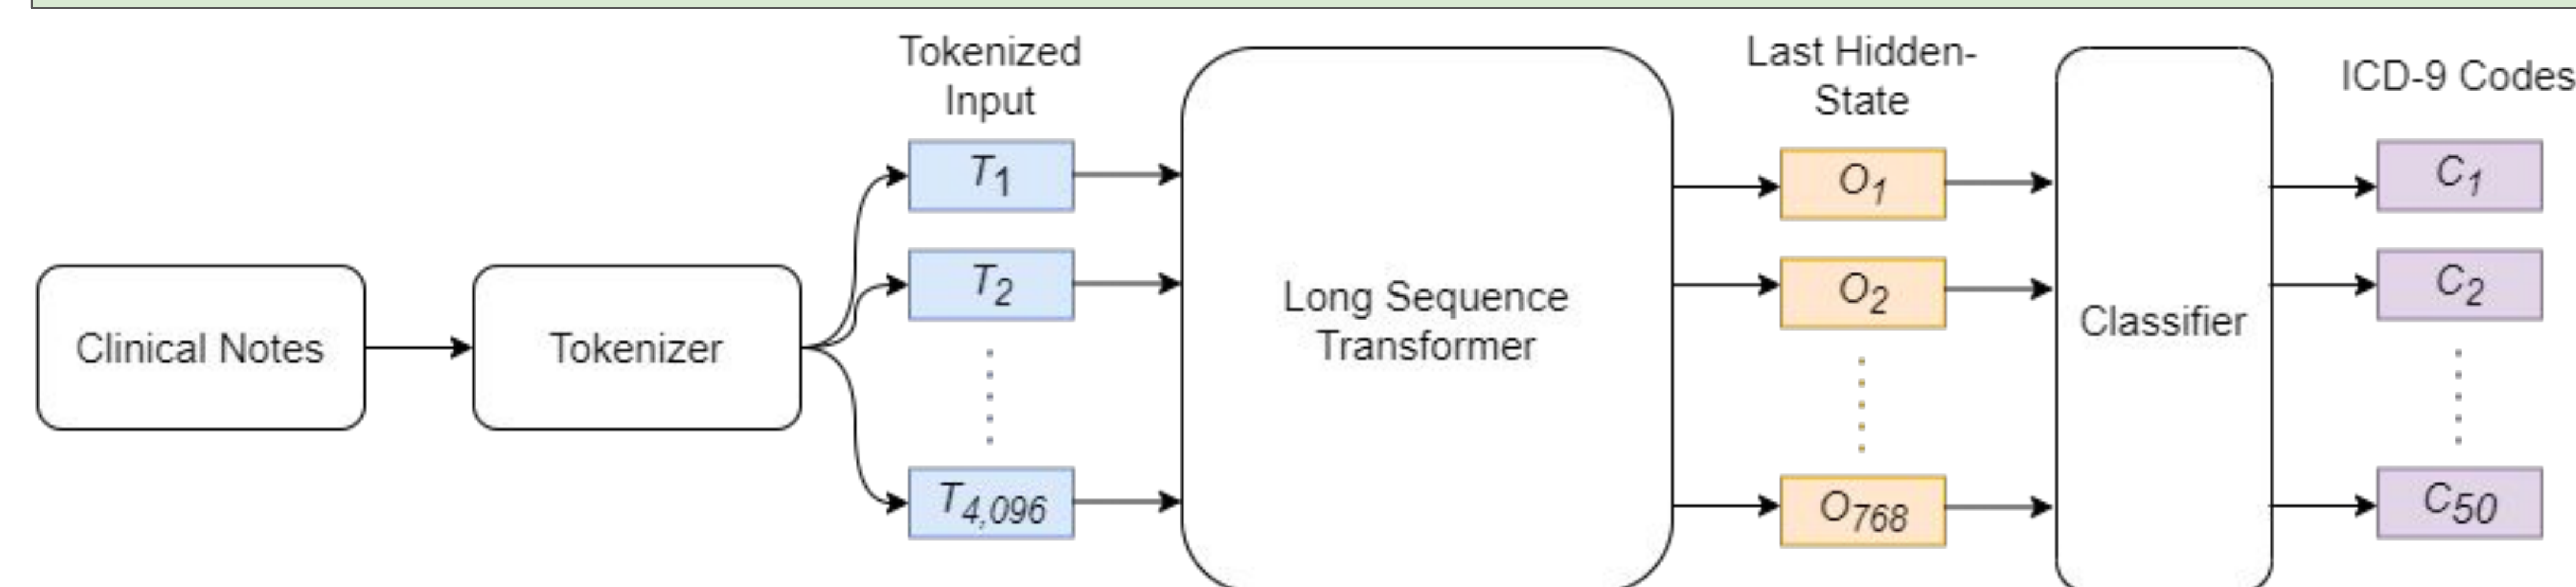 Clinical Notes
Tokenizer
Tokenized
Input
T1
T2
T4,096
Long Sequence
Transformer
Last Hidden-
State
O1
O2
O768
Classifier
ICD-9 Codes
C1
C2
C50